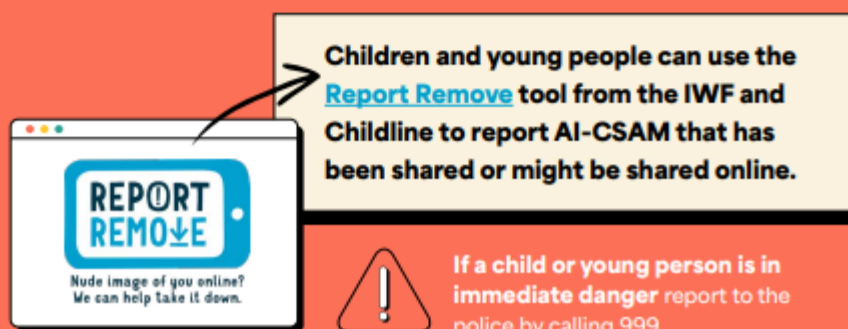 Children and young people can use the
Report Remove tool from the IWF and
Childline to report AI-CSAM that has
been shared or might be shared online.
REPORT
REMOVE
Nude image of you online?
We can help take it down.
If a child or young person is in
immediate danger report to the
police by calling 999